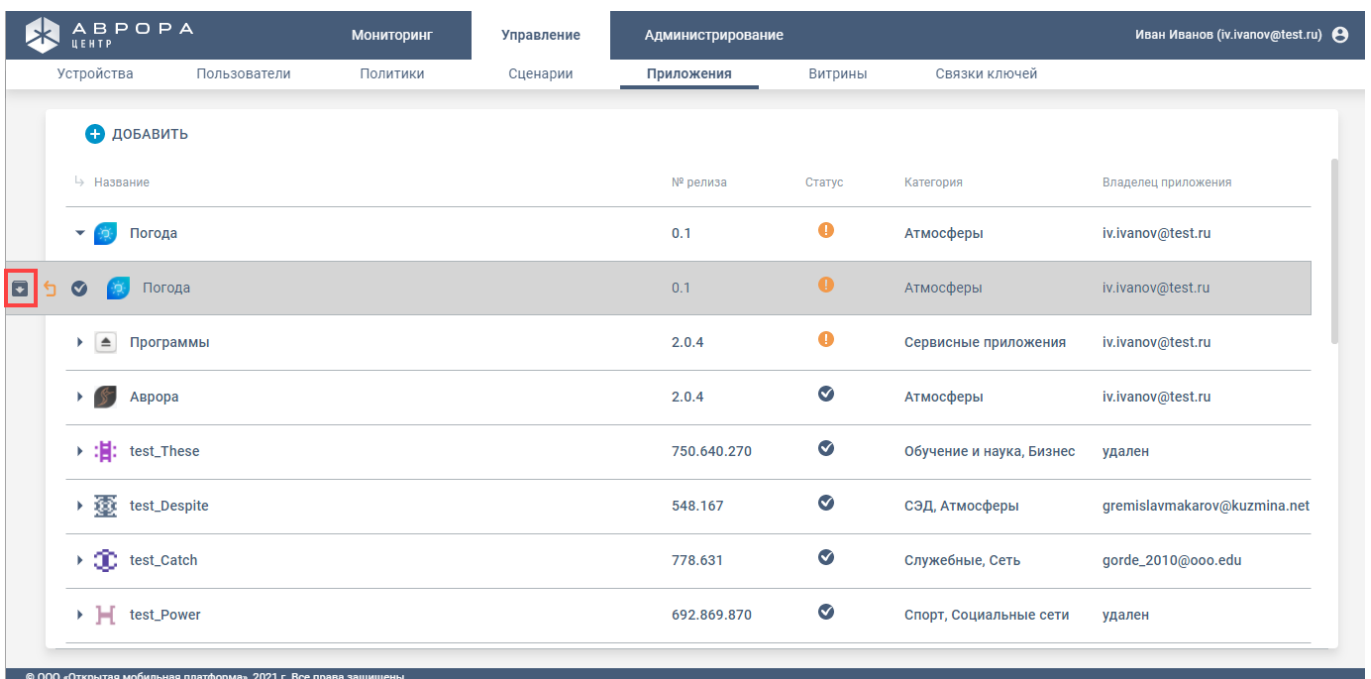 АВРОРА
ЦЕНТР
Мониторинг Управление Администрирование Иван Иванов (iv.ivanov@test.ru)
Устройства Пользователи Политики Сценарии Приложения Витрины Связки ключей
ДОБАВИТЬ
Название № релиза Статус Категория Владелец приложения
Погода 0.1 Атмосферы iv.ivanov@test.ru
Погода 0.1 Атмосферы iv.ivanov@test.ru
Программы 2.0.4 Сервисные приложения iv.ivanov@test.ru
Аврора 2.0.4 Атмосферы iv.ivanov@test.ru
test_These 750.640.270 Обучение и наука, Бизнес удален
test_Despite 548.167 СЭД, Атмосферы gremislavmakarov@kuzmina.net
test_Catch 778.631 Служебные, Сеть gorde_2010@ooo.edu
test_Power 692.869.870 Спорт, Социальные сети удален
© ООО «Открытая мобильная платформа», 2021 г. Все права защищены